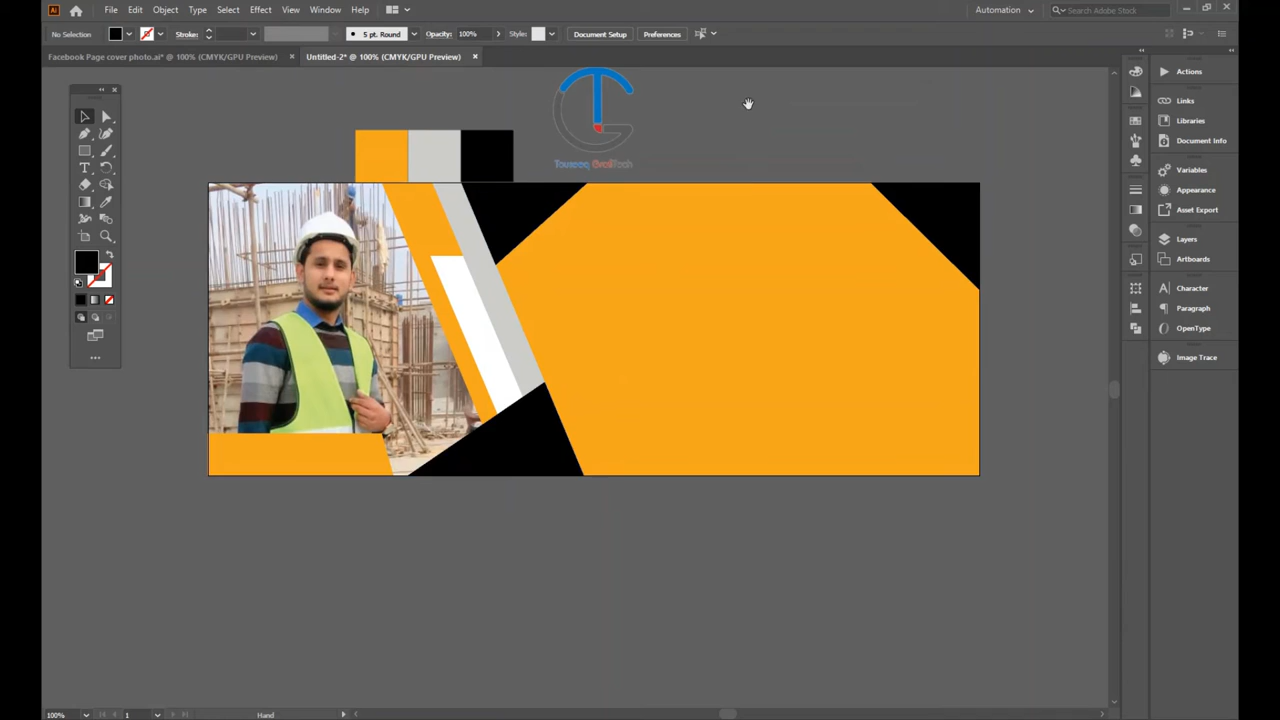 Ai File Edit Object Type Select Effect View Window Help Automation Search Adobe Stock
No Selection Stroke: 5 pt. Round Opacity: 100% Style: Document Setup Preferences
Facebook Page cover photo.ai* @ 100% (CMYK/GPU Preview) Untitled-2* @ 100% (CMYK/GPU Preview)
Actions
Links
Libraries
Document Info
Variables
Appearance
Asset Export
Layers
Artboards
Character
Paragraph
OpenType
Image Trace
100% 1 Hand